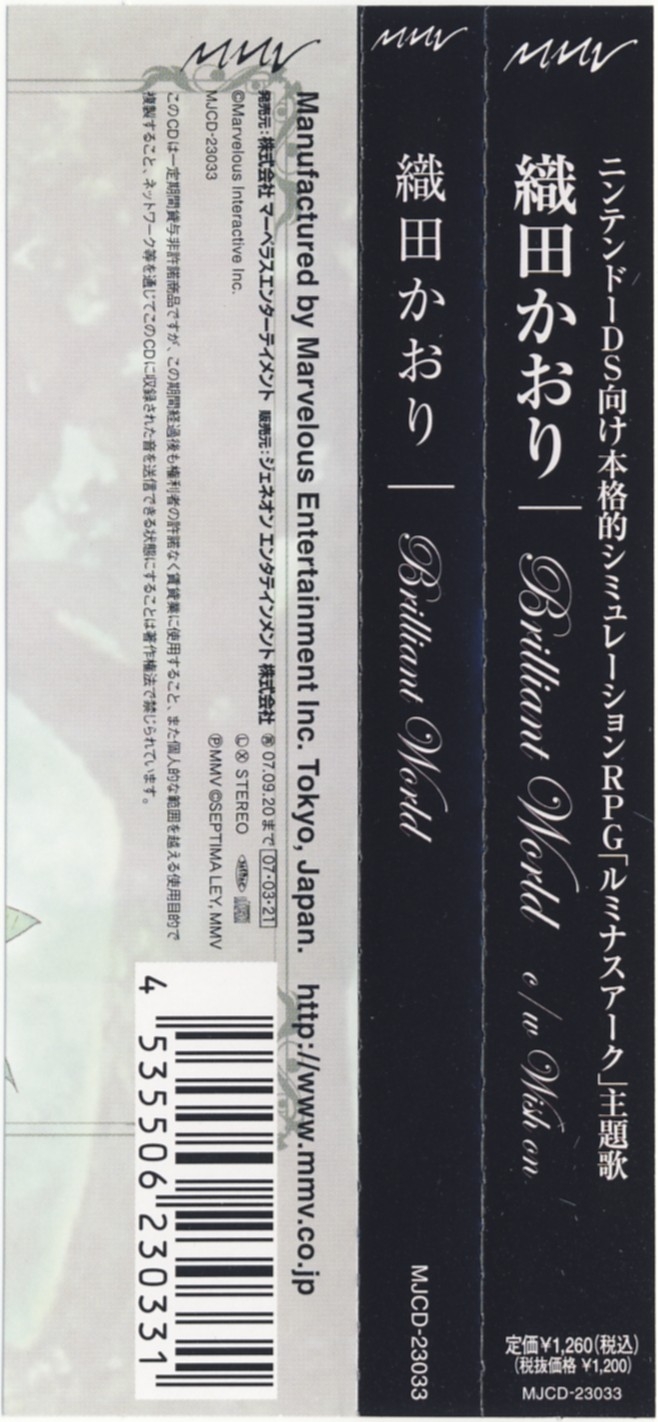 ニンテンドーDS向け本格的シミュレーションRPG「ルミナスアーク」主題歌
織田かおり｜Brilliant World c/w Wish on
定価¥1,260(税込)
(税抜価格 ¥1,200)
MJCD-23033
織田かおり｜Brilliant World
MJCD-23033
Manufactured by Marvelous Entertainment Inc. Tokyo, Japan. http://www.mmv.co.jp
発売元:株式会社 マーベラスエンターテイメント 販売元:ジェネオン エンタテインメント 株式会社 Ⓡ 07.09.20まで 07・03・21
©Marvelous Interactive Inc. Ⓛ Ⓧ STEREO
MJCD-23033 ℗MMV ©SEPTIMA LEY, MMV
このCDは一定期間貸与非許諾商品ですが、この期間経過後も権利者の許諾なく賃貸業に使用すること、また個人的な範囲を越える使用目的で
複製すること、ネットワーク等を通じてこのCDに収録された音を送信できる状態にすることは著作権法で禁じられています。
4 535506 230331